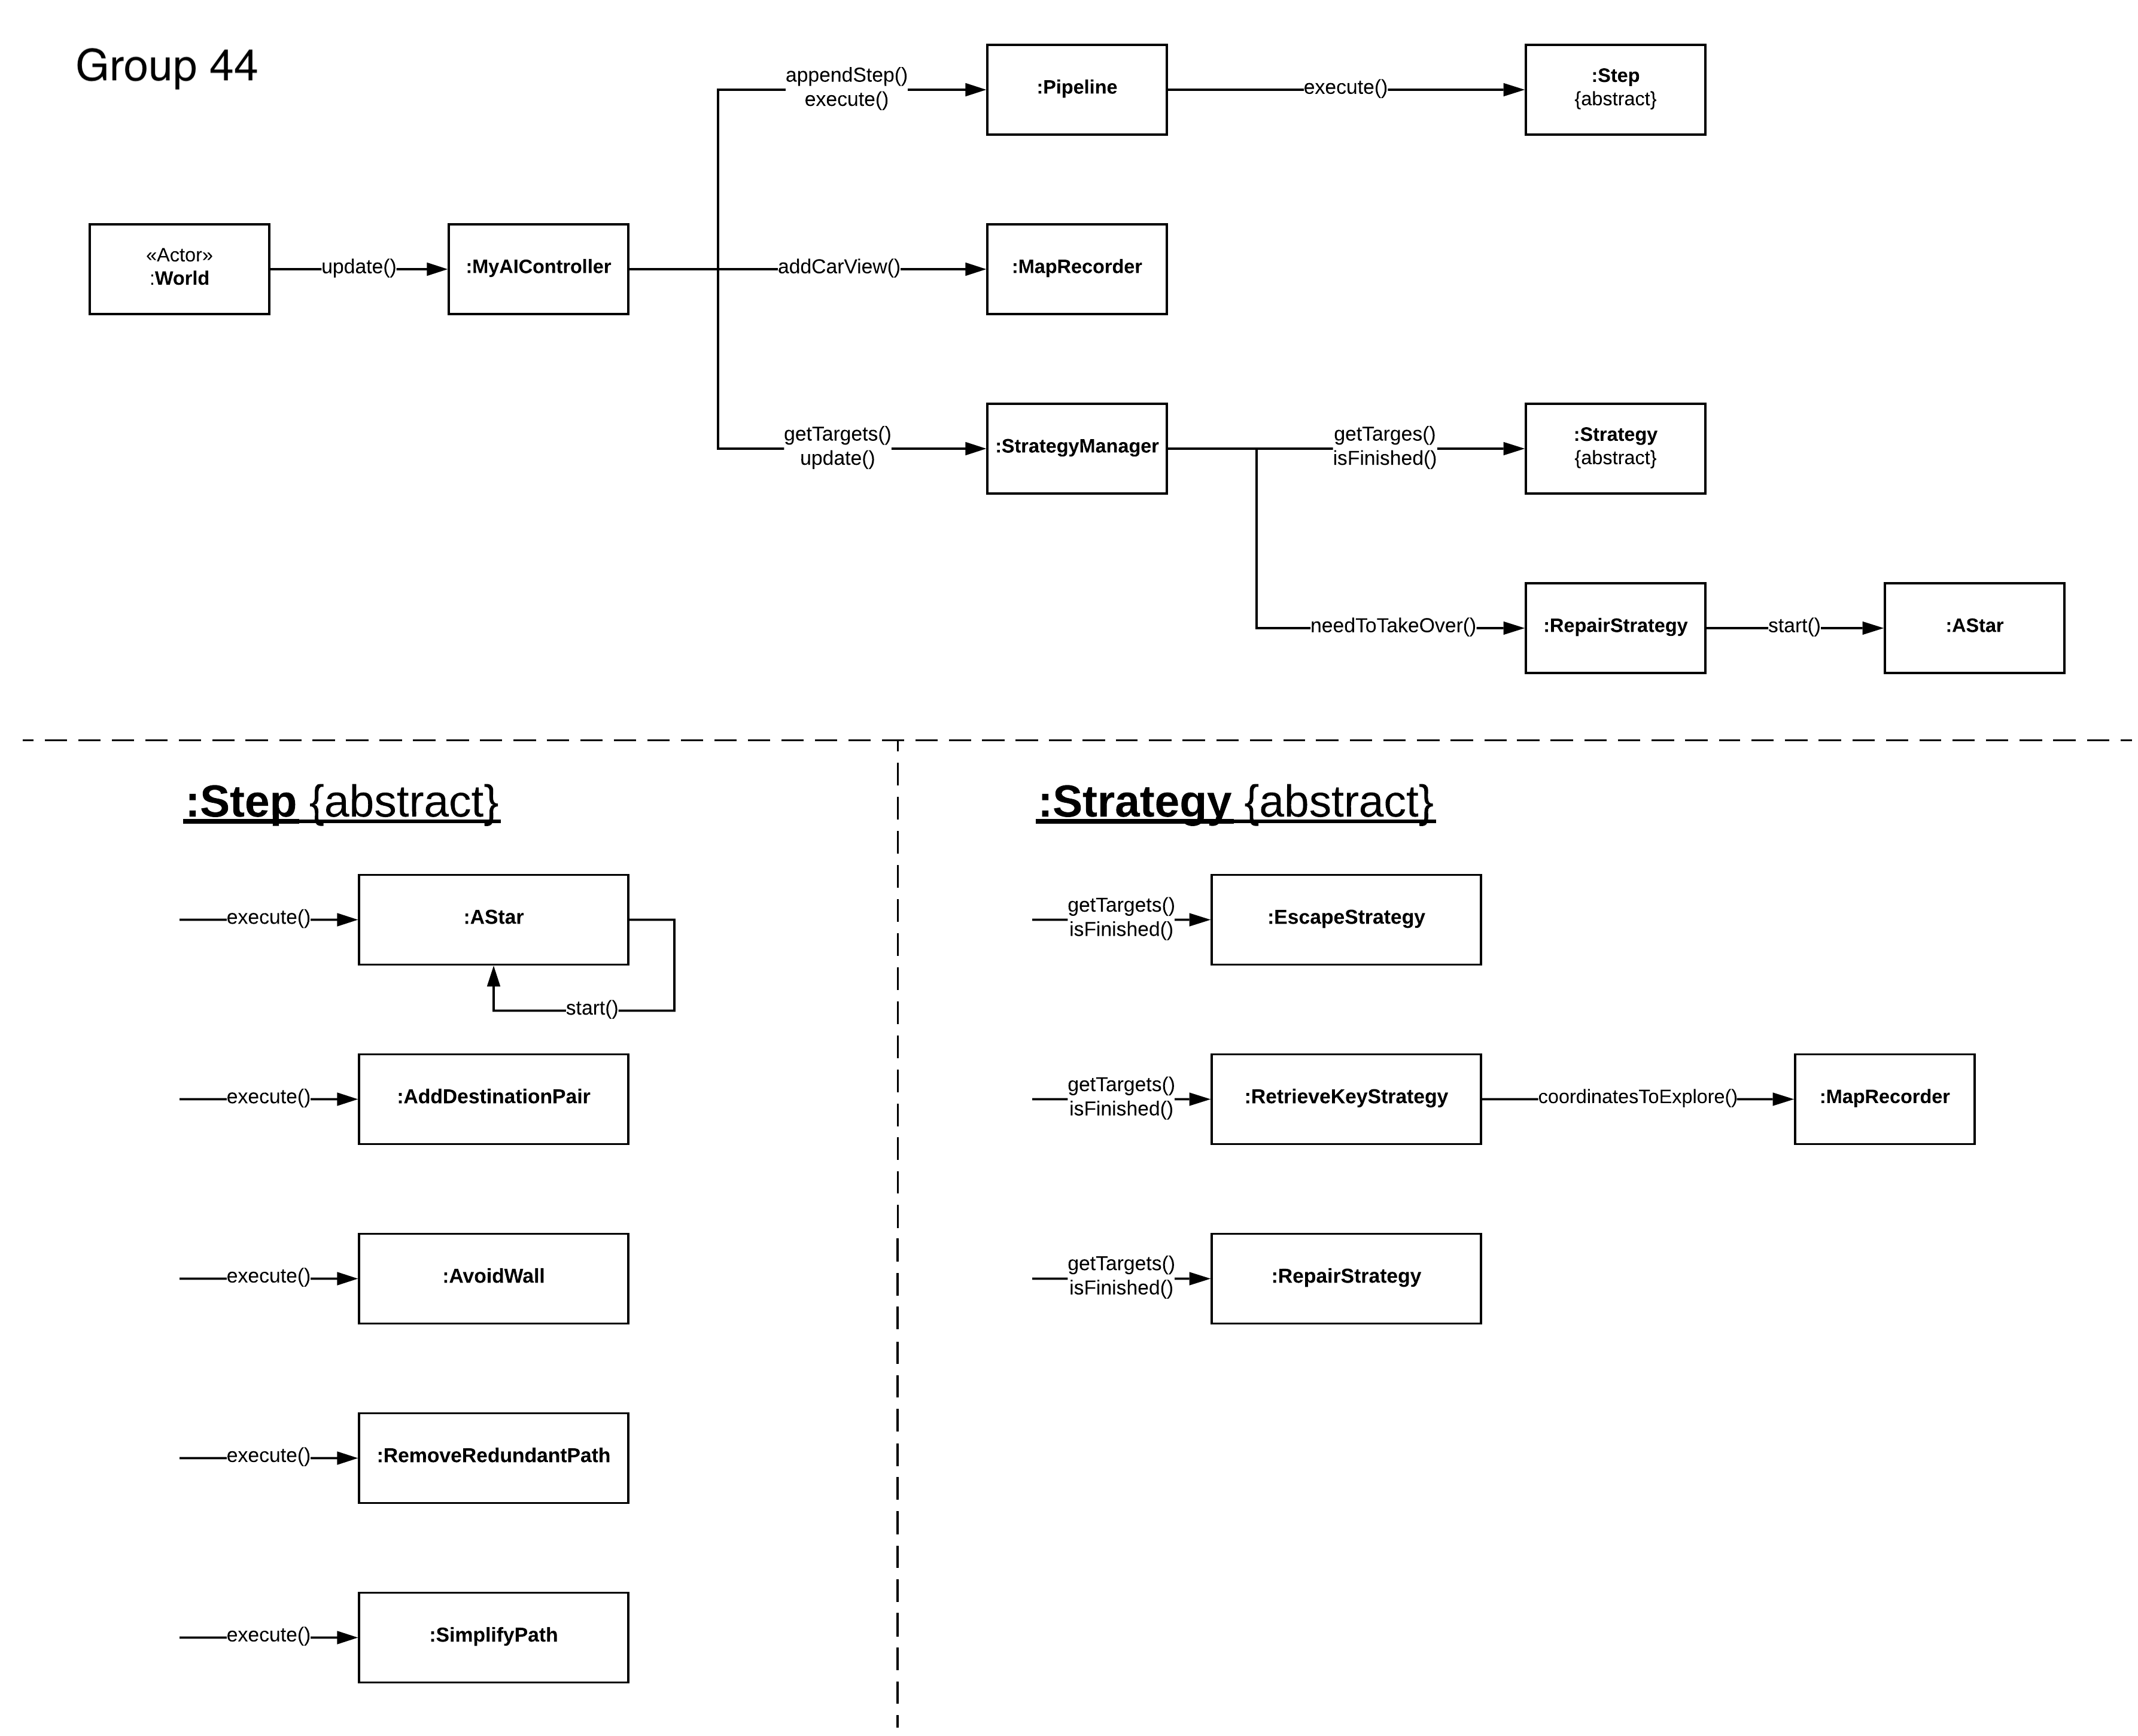 Group 44
appendStep()
execute()
:Pipeline
execute()
:Step
{abstract}
«Actor»
:World
update()
:MyAIController
addCarView()
:MapRecorder
getTargets()
update()
:StrategyManager
getTarges()
isFinished()
:Strategy
{abstract}
needToTakeOver()
:RepairStrategy
start()
:AStar
:Step {abstract}
execute()
:AStar
start()
execute()
:AddDestinationPair
execute()
:AvoidWall
execute()
:RemoveRedundantPath
execute()
:SimplifyPath
:Strategy {abstract}
getTargets()
isFinished()
:EscapeStrategy
getTargets()
isFinished()
:RetrieveKeyStrategy
coordinatesToExplore()
:MapRecorder
getTargets()
isFinished()
:RepairStrategy